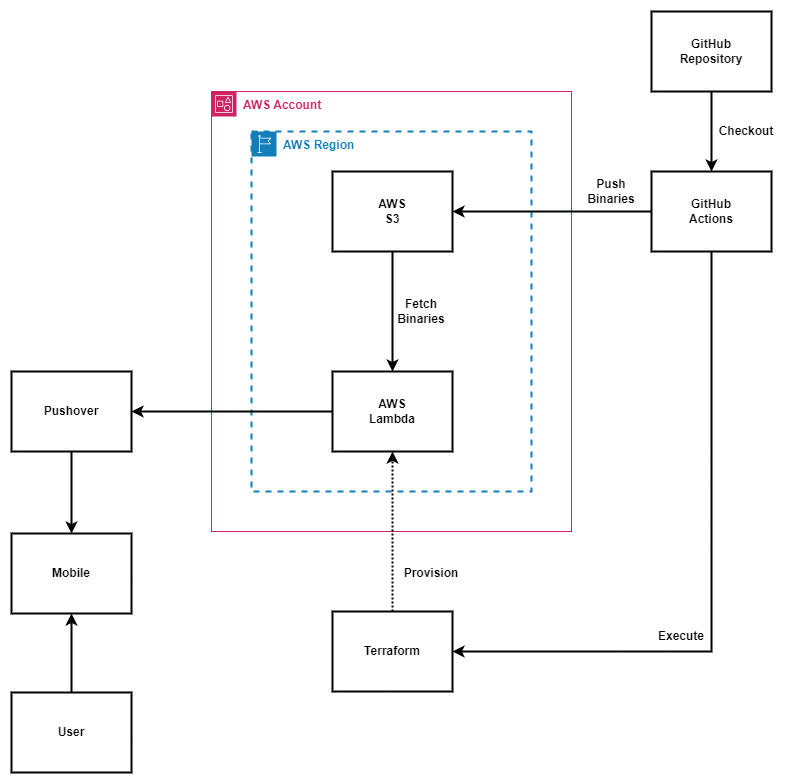 GitHub
Repository
AWS Account
Checkout
AWS Region
Push
Binaries
AWS
S3
GitHub
Actions
Fetch
Binaries
Pushover
AWS
Lambda
Mobile
Provision
Execute
Terraform
User